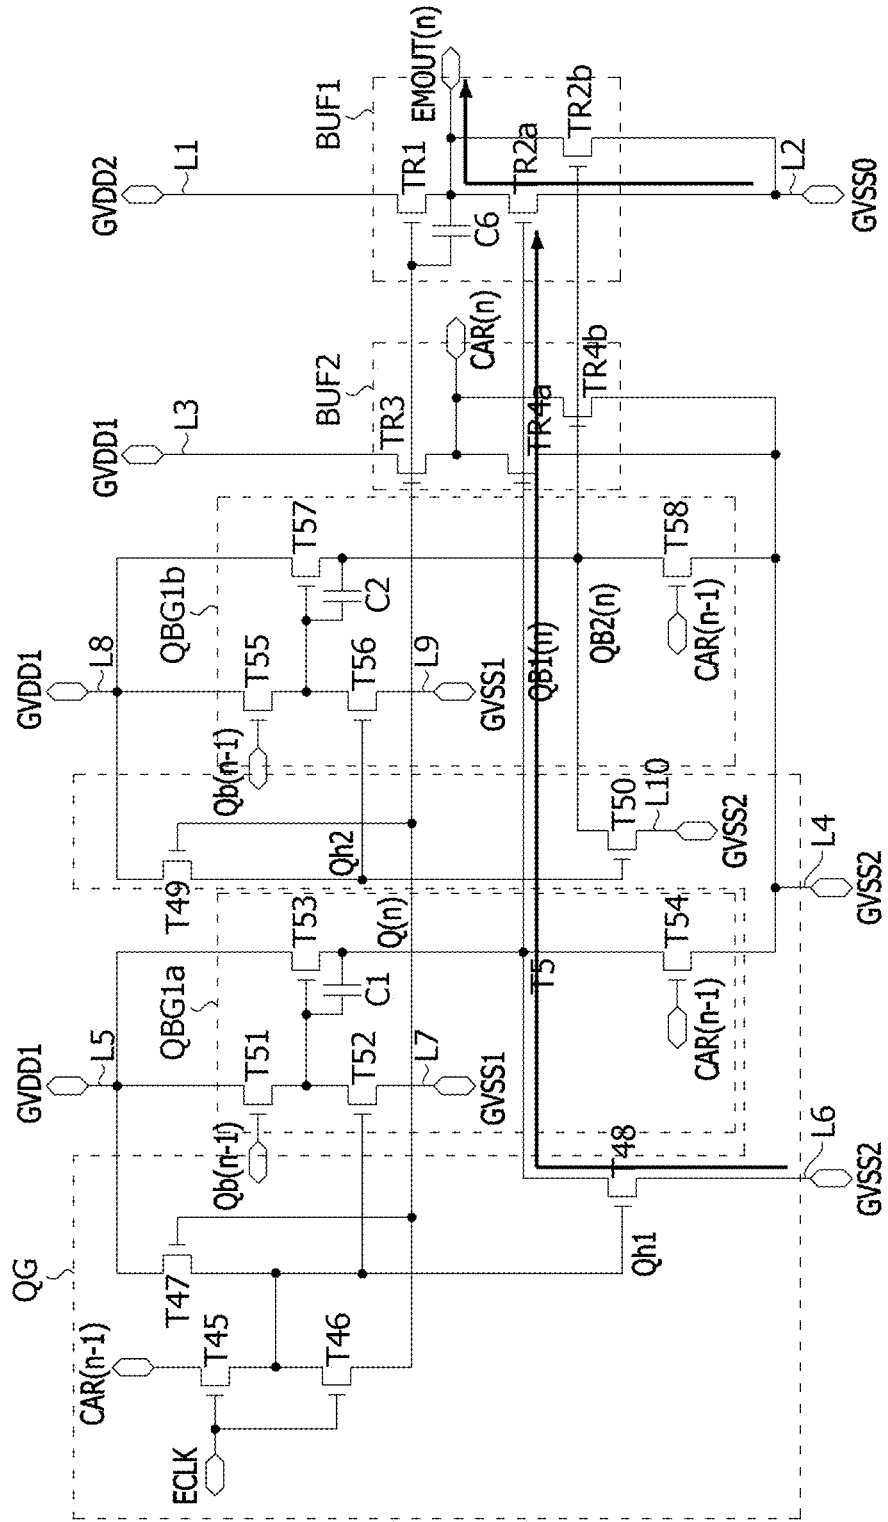 QG
CAR(n-1)
ECLK
T45
T46
T47
GVDD1
L5
Qb(n-1)
QBG1a
T51
T52
T53
C1
L7
GVSS1
Qh1
T48
L6
GVSS2
CAR(n-1)
T54
T5
Q(n)
T49
Qh2
GVDD1
L8
Qb(n-1)
QBG1b
T55
T56
T57
C2
L9
GVSS1
T50
L10
GVSS2
L4
GVSS2
QB1(n)
QB2(n)
CAR(n-1)
T58
GVDD1
L3
BUF2
TR3
CAR(n)
TR4a
TR4b
GVDD2
L1
BUF1
TR1
C6
EMOUT(n)
TR2a
TR2b
L2
GVSS0